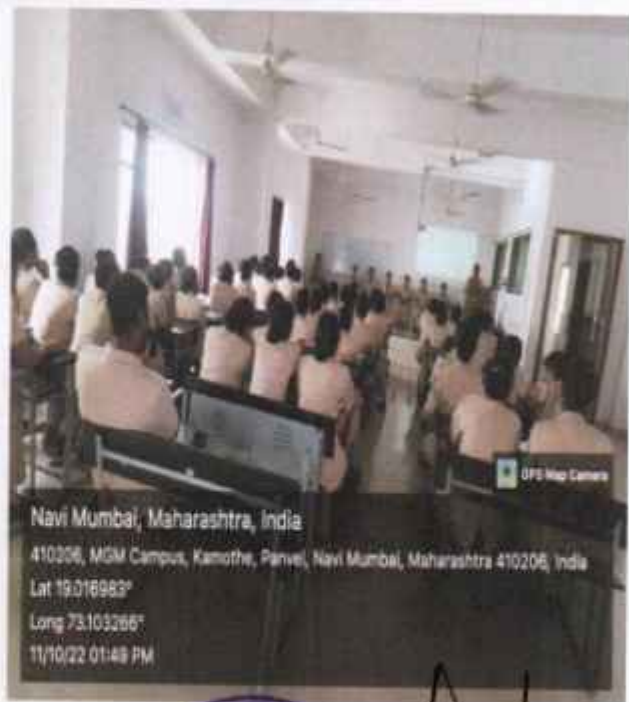 GPS Map Camera
Navi Mumbai, Maharashtra, India
410206, MGM Campus, Kamothe, Panvel, Navi Mumbai, Maharashtra 410206, India
Lat 19.016983°
Long 73.103266°
11/10/22 01:49 PM